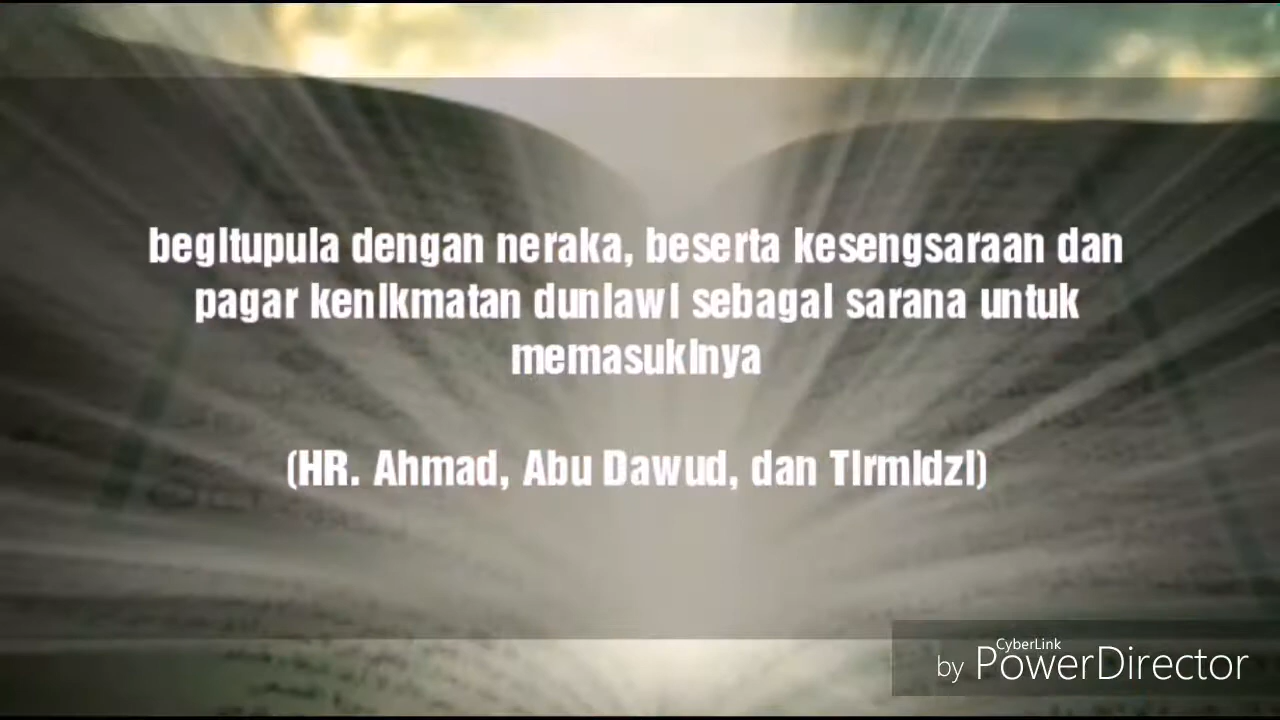 begitupula dengan neraka, beserta kesengsaraan dan
pagar kenikmatan duniawi sebagai sarana untuk
memasukinya
(HR. Ahmad, Abu Dawud, dan Tirmidzi)
CyberLink
by PowerDirector